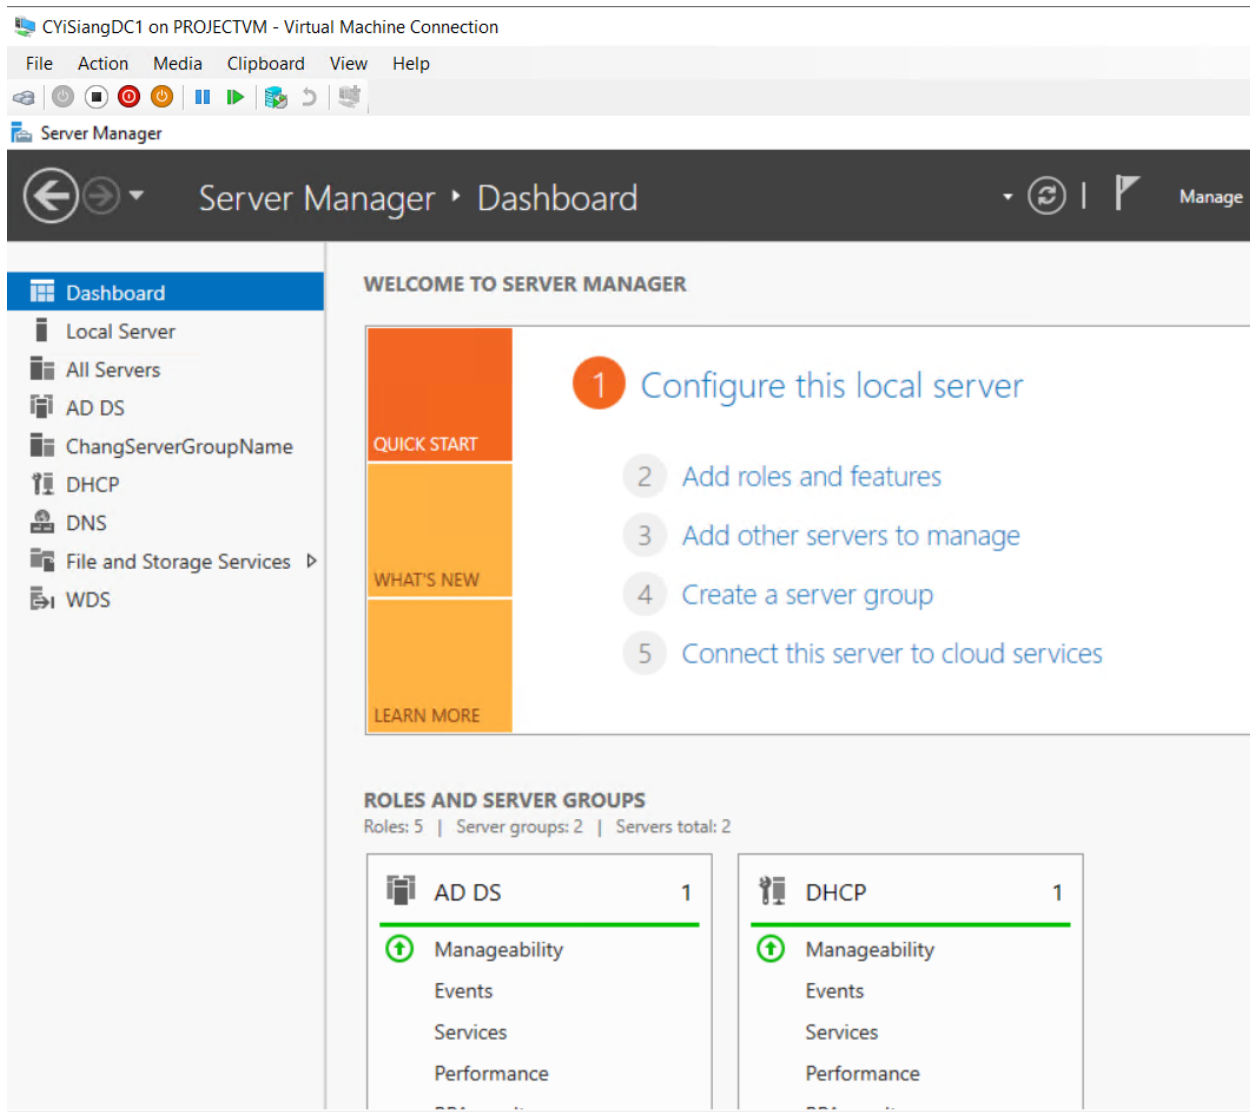 CYiSiangDC1 on PROJECTVM - Virtual Machine Connection
File Action Media Clipboard View Help
Server Manager
Server Manager ‣ Dashboard
Manage
Dashboard
Local Server
All Servers
AD DS
ChangServerGroupName
DHCP
DNS
File and Storage Services
WDS
WELCOME TO SERVER MANAGER
QUICK START
WHAT'S NEW
LEARN MORE
1 Configure this local server
2 Add roles and features
3 Add other servers to manage
4 Create a server group
5 Connect this server to cloud services
ROLES AND SERVER GROUPS
Roles: 5 | Server groups: 2 | Servers total: 2
AD DS 1
Manageability
Events
Services
Performance
DHCP 1
Manageability
Events
Services
Performance